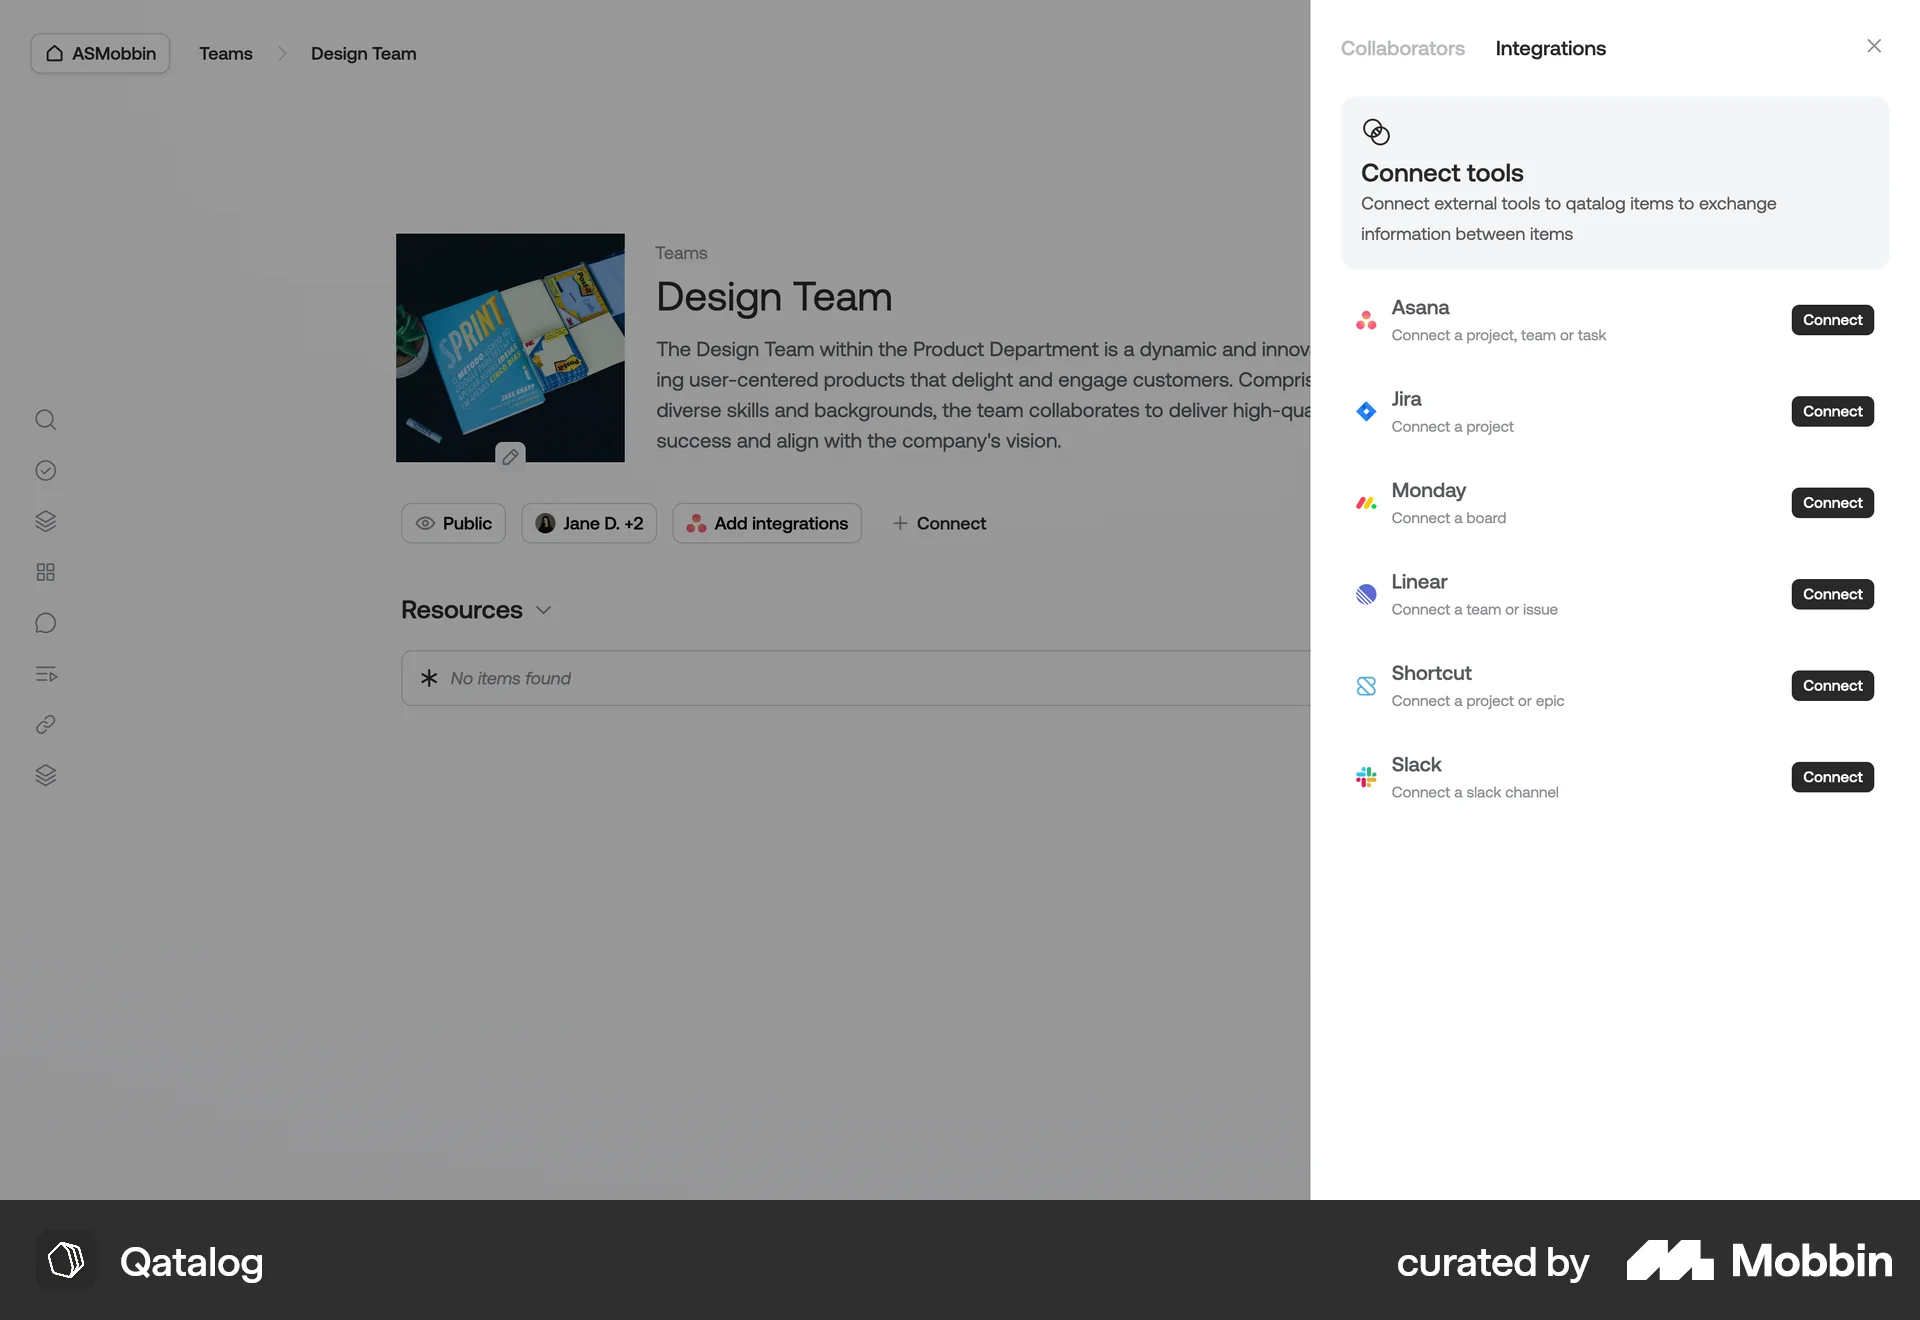 ASMobbin
Teams
Design Team
Collaborators
Integrations
Connect tools
Connect external tools to qatalog items to exchange
information between items
Teams
Design Team
The Design Team within the Product Department is a dynamic and innov
ing user-centered products that delight and engage customers. Compris
diverse skills and backgrounds, the team collaborates to deliver high-qua
success and align with the company's vision.
SPRINT
JAKE KNAPP
Public
Jane D. +2
Add integrations
Connect
Resources
No items found
Asana
Connect a project, team or task
Connect
Jira
Connect a project
Connect
Monday
Connect a board
Connect
Linear
Connect a team or issue
Connect
Shortcut
Connect a project or epic
Connect
Slack
Connect a slack channel
Connect
Qatalog
curated by
Mobbin